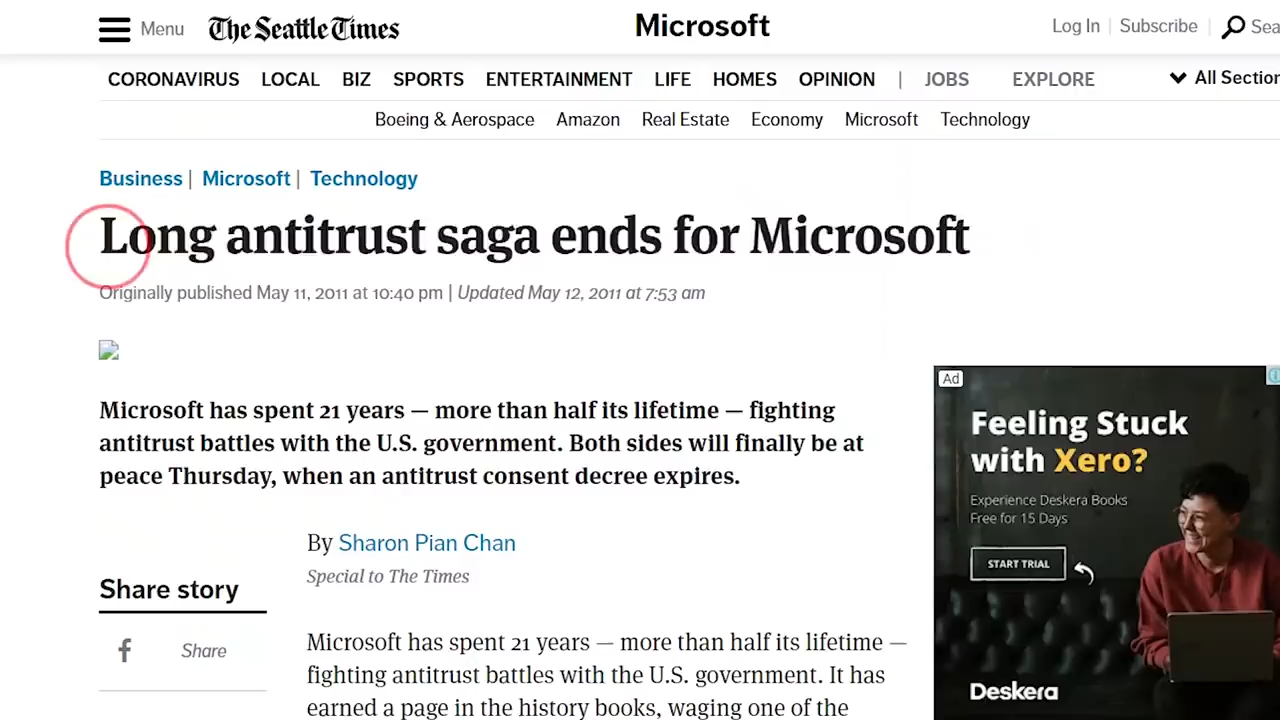 Menu The Seattle Times Microsoft Log In | Subscribe | Sea
CORONAVIRUS LOCAL BIZ SPORTS ENTERTAINMENT LIFE HOMES OPINION | JOBS EXPLORE All Section
Boeing & Aerospace Amazon Real Estate Economy Microsoft Technology
Business | Microsoft | Technology
Long antitrust saga ends for Microsoft
Originally published May 11, 2011 at 10:40 pm | Updated May 12, 2011 at 7:53 am
Microsoft has spent 21 years — more than half its lifetime — fighting
antitrust battles with the U.S. government. Both sides will finally be at
peace Thursday, when an antitrust consent decree expires.
By Sharon Pian Chan
Special to The Times
Share story
Share
Microsoft has spent 21 years — more than half its lifetime —
fighting antitrust battles with the U.S. government. It has
earned a page in the history books, waging one of the
Ad
Feeling Stuck
with Xero?
Experience Deskera Books
Free for 15 Days
START TRIAL
Deskera